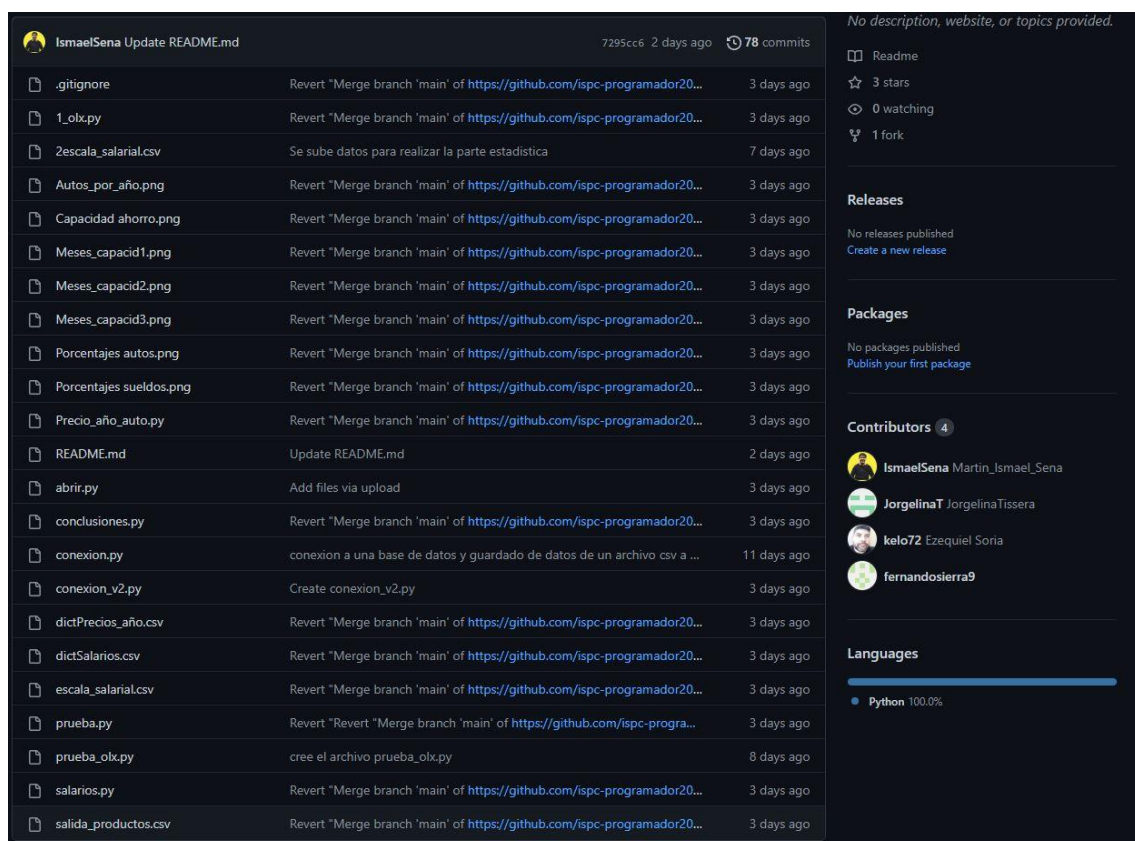 IsmaelSena Update README.md 7295cc6 2 days ago 78 commits
.gitignore Revert "Merge branch 'main' of https://github.com/ispc-programador20... 3 days ago
1_olx.py Revert "Merge branch 'main' of https://github.com/ispc-programador20... 3 days ago
2escala_salarial.csv Se sube datos para realizar la parte estadistica 7 days ago
Autos_por_año.png Revert "Merge branch 'main' of https://github.com/ispc-programador20... 3 days ago
Capacidad ahorro.png Revert "Merge branch 'main' of https://github.com/ispc-programador20... 3 days ago
Meses_capacid1.png Revert "Merge branch 'main' of https://github.com/ispc-programador20... 3 days ago
Meses_capacid2.png Revert "Merge branch 'main' of https://github.com/ispc-programador20... 3 days ago
Meses_capacid3.png Revert "Merge branch 'main' of https://github.com/ispc-programador20... 3 days ago
Porcentajes autos.png Revert "Merge branch 'main' of https://github.com/ispc-programador20... 3 days ago
Porcentajes sueldos.png Revert "Merge branch 'main' of https://github.com/ispc-programador20... 3 days ago
Precio_año_auto.py Revert "Merge branch 'main' of https://github.com/ispc-programador20... 3 days ago
README.md Update README.md 2 days ago
abrir.py Add files via upload 3 days ago
conclusiones.py Revert "Merge branch 'main' of https://github.com/ispc-programador20... 3 days ago
conexion.py conexion a una base de datos y guardado de datos de un archivo csv a ... 11 days ago
conexion_v2.py Create conexion_v2.py 3 days ago
dictPrecios_año.csv Revert "Merge branch 'main' of https://github.com/ispc-programador20... 3 days ago
dictSalarios.csv Revert "Merge branch 'main' of https://github.com/ispc-programador20... 3 days ago
escala_salarial.csv Revert "Merge branch 'main' of https://github.com/ispc-programador20... 3 days ago
prueba.py Revert "Revert "Merge branch 'main' of https://github.com/ispc-progra... 3 days ago
prueba_olx.py cree el archivo prueba_olx.py 8 days ago
salarios.py Revert "Merge branch 'main' of https://github.com/ispc-programador20... 3 days ago
salida_productos.csv Revert "Merge branch 'main' of https://github.com/ispc-programador20... 3 days ago
No description, website, or topics provided.
Readme
3 stars
0 watching
1 fork
Releases
No releases published
Create a new release
Packages
No packages published
Publish your first package
Contributors 4
IsmaelSena Martin_Ismael_Sena
JorgelinaT JorgelinaTissera
kelo72 Ezequiel Soria
fernandosierra9
Languages
Python 100.0%